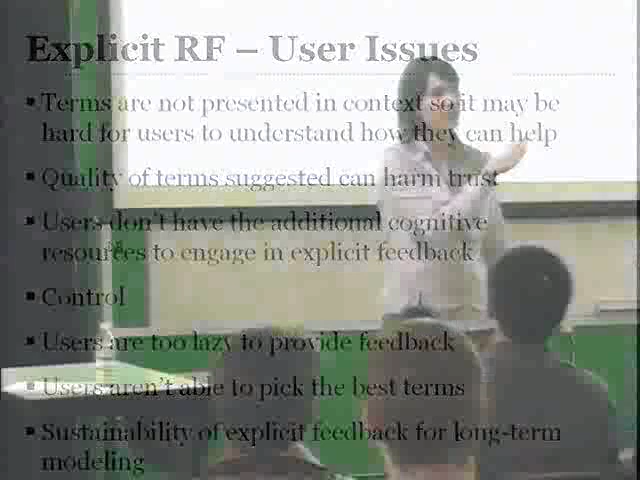 Explicit RF – User Issues
▪ Terms are not presented in context so it may be
hard for users to understand how they can help
▪ Quality of terms suggested can harm trust
▪ Users don't have the additional cognitive
resources to engage in explicit feedback
▪ Control
▪ Users are too lazy to provide feedback
▪ Users aren't able to pick the best terms
▪ Sustainability of explicit feedback for long-term
modeling